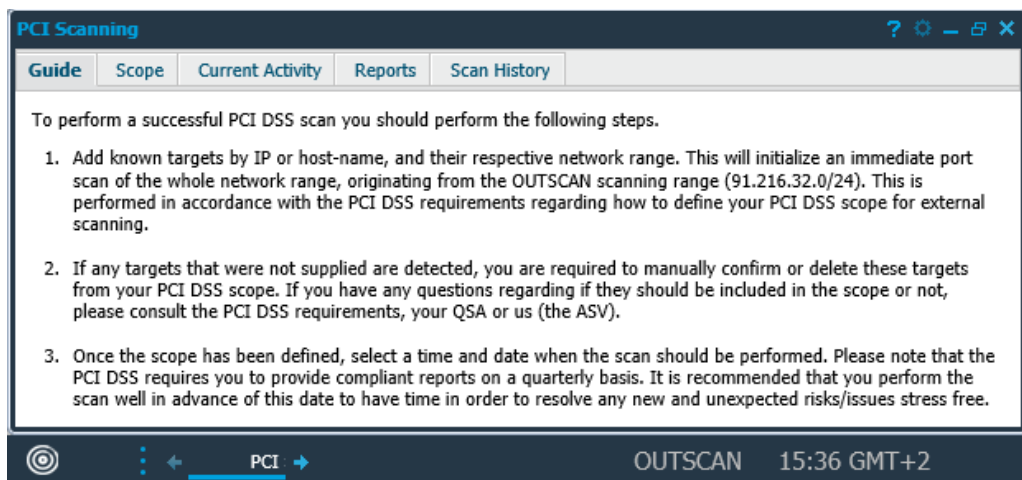 PCI Scanning
Guide Scope Current Activity Reports Scan History
To perform a successful PCI DSS scan you should perform the following steps.
1. Add known targets by IP or host-name, and their respective network range. This will initialize an immediate port
scan of the whole network range, originating from the OUTSCAN scanning range (91.216.32.0/24). This is
performed in accordance with the PCI DSS requirements regarding how to define your PCI DSS scope for external
scanning.
2. If any targets that were not supplied are detected, you are required to manually confirm or delete these targets
from your PCI DSS scope. If you have any questions regarding if they should be included in the scope or not,
please consult the PCI DSS requirements, your QSA or us (the ASV).
3. Once the scope has been defined, select a time and date when the scan should be performed. Please note that the
PCI DSS requires you to provide compliant reports on a quarterly basis. It is recommended that you perform the
scan well in advance of this date to have time in order to resolve any new and unexpected risks/issues stress free.
PCI OUTSCAN 15:36 GMT+2